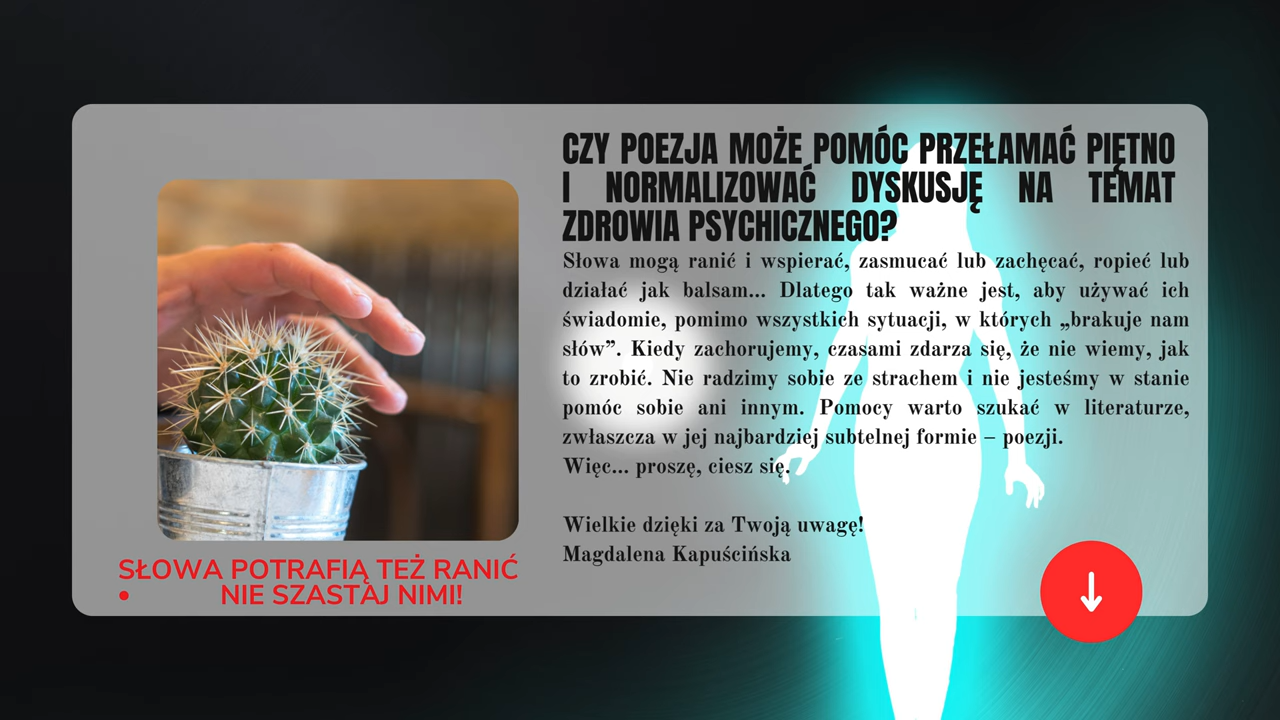 CZY POEZJA MOŻE POMÓC PRZEŁAMAĆ PIĘTNO
I NORMALIZOWAĆ DYSKUSJĘ NA TEMAT
ZDROWIA PSYCHICZNEGO?
Słowa mogą ranić i wspierać, zasmucać lub zachęcać, ropieć lub
działać jak balsam... Dlatego tak ważne jest, aby używać ich
świadomie, pomimo wszystkich sytuacji, w których „brakuje nam
słów”. Kiedy zachorujemy, czasami zdarza się, że nie wiemy, jak
to zrobić. Nie radzimy sobie ze strachem i nie jesteśmy w stanie
pomóc sobie ani innym. Pomocy warto szukać w literaturze,
zwłaszcza w jej najbardziej subtelnej formie – poezji.
Więc... proszę, ciesz się.
Wielkie dzięki za Twoją uwagę!
Magdalena Kapuścińska
SŁOWA POTRAFIĄ TEŻ RANIĆ
• NIE SZASTAJ NIMI!